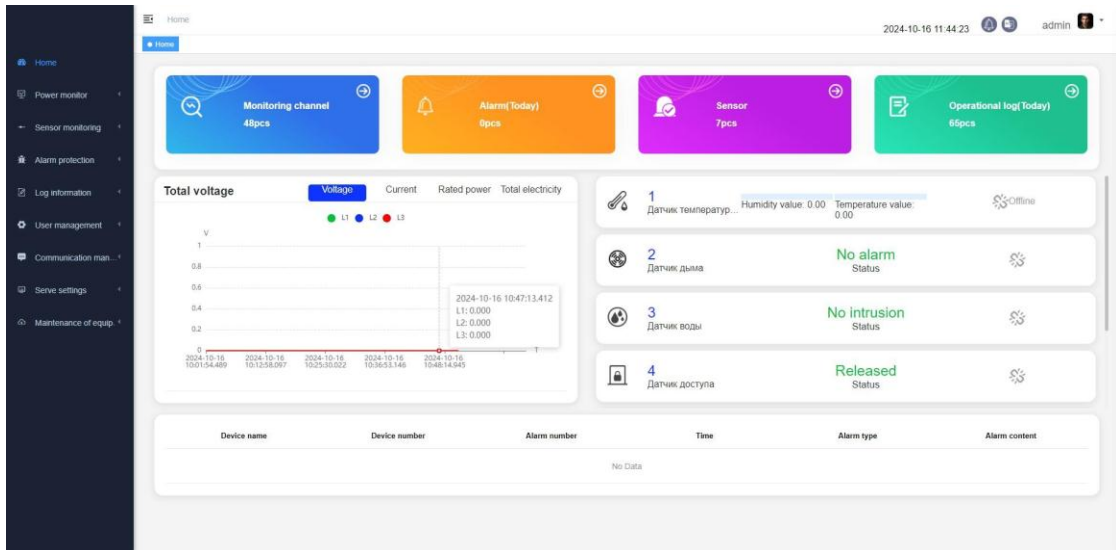 Home
2024-10-16 11:44:23
admin
Home
Home
Power monitor
Sensor monitoring
Alarm protection
Log information
User management
Communication man...
Serve settings
Maintenance of equip.
Monitoring channel
48pcs
Alarm(Today)
0pcs
Sensor
7pcs
Operational log(Today)
65pcs
Total voltage
Voltage Current Rated power Total electricity
L1 L2 L3
V
1
0.8
0.6
0.4
0.2
0
T
2024-10-16 10:47:13.412
L1: 0.000
L2: 0.000
L3: 0.000
2024-10-16 2024-10-16 2024-10-16 2024-10-16 2024-10-16
10:01:54.489 10:12:58.097 10:25:30.022 10:36:53.146 10:48:14.945
1
Датчик температур...
Humidity value: 0.00 Temperature value:
0.00
Offline
2
Датчик дыма
No alarm
Status
3
Датчик воды
No intrusion
Status
4
Датчик доступа
Released
Status
Device name Device number Alarm number Time Alarm type Alarm content
No Data